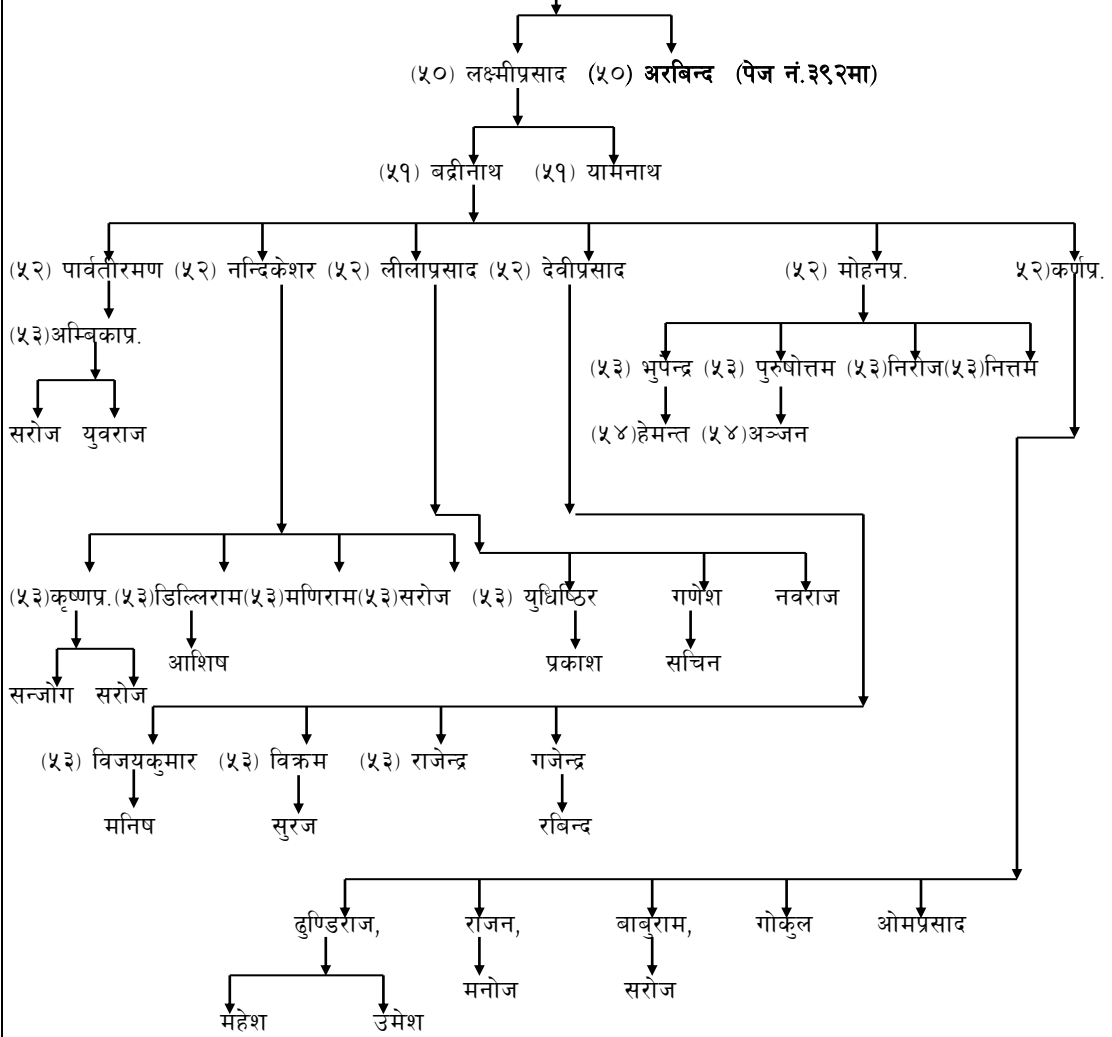 (५०) लक्ष्मीप्रसाद (५०) अरबिन्द (पेज नं.३९२मा)
(५१) बद्रीनाथ (५१) यामनाथ
(५२) पार्वतीरमण (५२) नन्दिकेशर (५२) लीलाप्रसाद (५२) देवीप्रसाद (५२) मोहनप्र. ५२)कर्णप्र.
(५३)अम्बिकाप्र.
(५३) भुपेन्द्र (५३) पुरुषोत्तम (५३)निरोज(५३)नित्तम
सरोज युवराज (५४)हेमन्त (५४)अञ्जन
(५३)कृष्णप्र.(५३)डिल्लिराम(५३)मणिराम(५३)सरोज (५३) युधिष्ठिर गणेश नवराज
आशिष प्रकाश सचिन
सन्जोग सरोज
(५३) विजयकुमार (५३) विक्रम (५३) राजेन्द्र गजेन्द्र
मनिष सुरज रबिन्द
ढुण्डिराज, राजन, बाबुराम, गोकुल ओमप्रसाद
मनोज सरोज
महेश उमेश